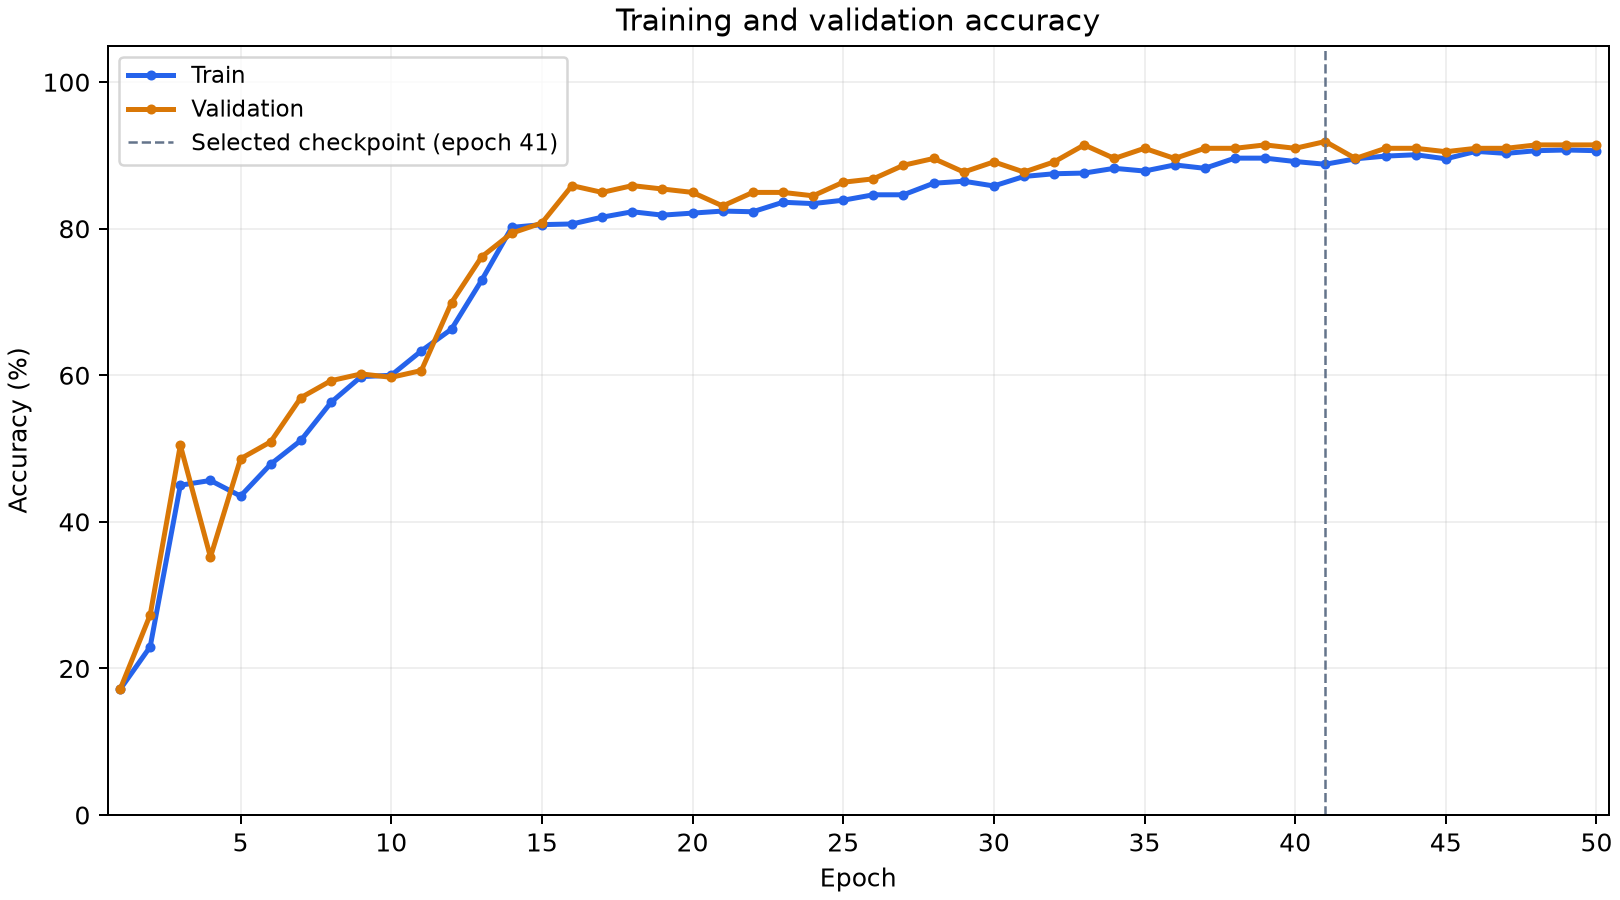 Training and validation accuracy
Train
Validation
Selected checkpoint (epoch 41)
Accuracy (%)
100
80
60
40
20
0
5 10 15 20 25 30 35 40 45 50
Epoch